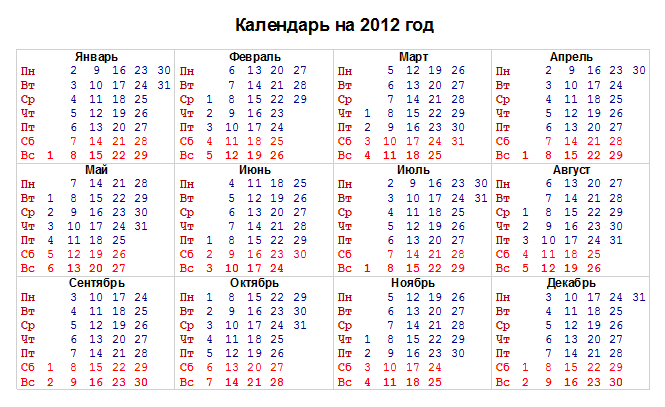 Календарь на 2012 год
Январь Февраль Март Апрель
Пн 2 9 16 23 30 Пн 6 13 20 27 Пн 5 12 19 26 Пн 2 9 16 23 30
Вт 3 10 17 24 31 Вт 7 14 21 28 Вт 6 13 20 27 Вт 3 10 17 24
Ср 4 11 18 25 Ср 1 8 15 22 29 Ср 7 14 21 28 Ср 4 11 18 25
Чт 5 12 19 26 Чт 2 9 16 23 Чт 1 8 15 22 29 Чт 5 12 19 26
Пт 6 13 20 27 Пт 3 10 17 24 Пт 2 9 16 23 30 Пт 6 13 20 27
Сб 7 14 21 28 Сб 4 11 18 25 Сб 3 10 17 24 31 Сб 7 14 21 28
Вс 1 8 15 22 29 Вс 5 12 19 26 Вс 4 11 18 25 Вс 1 8 15 22 29
Май Июнь Июль Август
Пн 7 14 21 28 Пн 4 11 18 25 Пн 2 9 16 23 30 Пн 6 13 20 27
Вт 1 8 15 22 29 Вт 5 12 19 26 Вт 3 10 17 24 31 Вт 7 14 21 28
Ср 2 9 16 23 30 Ср 6 13 20 27 Ср 4 11 18 25 Ср 1 8 15 22 29
Чт 3 10 17 24 31 Чт 7 14 21 28 Чт 5 12 19 26 Чт 2 9 16 23 30
Пт 4 11 18 25 Пт 1 8 15 22 29 Пт 6 13 20 27 Пт 3 10 17 24 31
Сб 5 12 19 26 Сб 2 9 16 23 30 Сб 7 14 21 28 Сб 4 11 18 25
Вс 6 13 20 27 Вс 3 10 17 24 Вс 1 8 15 22 29 Вс 5 12 19 26
Сентябрь Октябрь Ноябрь Декабрь
Пн 3 10 17 24 Пн 1 8 15 22 29 Пн 5 12 19 26 Пн 3 10 17 24 31
Вт 4 11 18 25 Вт 2 9 16 23 30 Вт 6 13 20 27 Вт 4 11 18 25
Ср 5 12 19 26 Ср 3 10 17 24 31 Ср 7 14 21 28 Ср 5 12 19 26
Чт 6 13 20 27 Чт 4 11 18 25 Чт 1 8 15 22 29 Чт 6 13 20 27
Пт 7 14 21 28 Пт 5 12 19 26 Пт 2 9 16 23 30 Пт 7 14 21 28
Сб 1 8 15 22 29 Сб 6 13 20 27 Сб 3 10 17 24 Сб 1 8 15 22 29
Вс 2 9 16 23 30 Вс 7 14 21 28 Вс 4 11 18 25 Вс 2 9 16 23 30